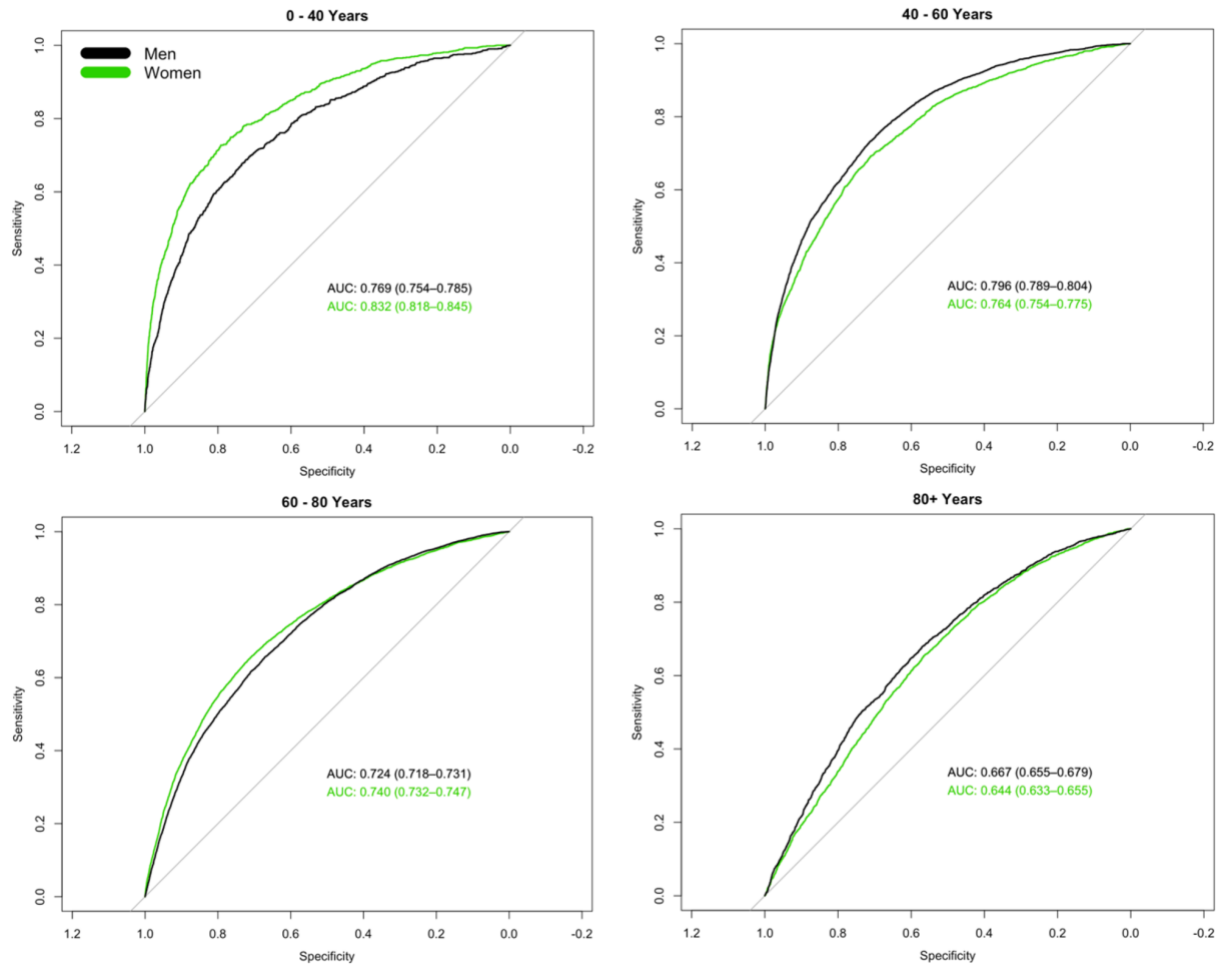 0 - 40 Years
Men
Women
AUC: 0.769 (0.754–0.785)
AUC: 0.832 (0.818–0.845)
Sensitivity
0.0
0.2
0.4
0.6
0.8
1.0
1.2 1.0 0.8 0.6 0.4 0.2 0.0 -0.2
Specificity
40 - 60 Years
AUC: 0.796 (0.789–0.804)
AUC: 0.764 (0.754–0.775)
Sensitivity
0.0
0.2
0.4
0.6
0.8
1.0
1.2 1.0 0.8 0.6 0.4 0.2 0.0 -0.2
Specificity
60 - 80 Years
AUC: 0.724 (0.718–0.731)
AUC: 0.740 (0.732–0.747)
Sensitivity
0.0
0.2
0.4
0.6
0.8
1.0
1.2 1.0 0.8 0.6 0.4 0.2 0.0 -0.2
Specificity
80+ Years
AUC: 0.667 (0.655–0.679)
AUC: 0.644 (0.633–0.655)
Sensitivity
0.0
0.2
0.4
0.6
0.8
1.0
1.2 1.0 0.8 0.6 0.4 0.2 0.0 -0.2
Specificity